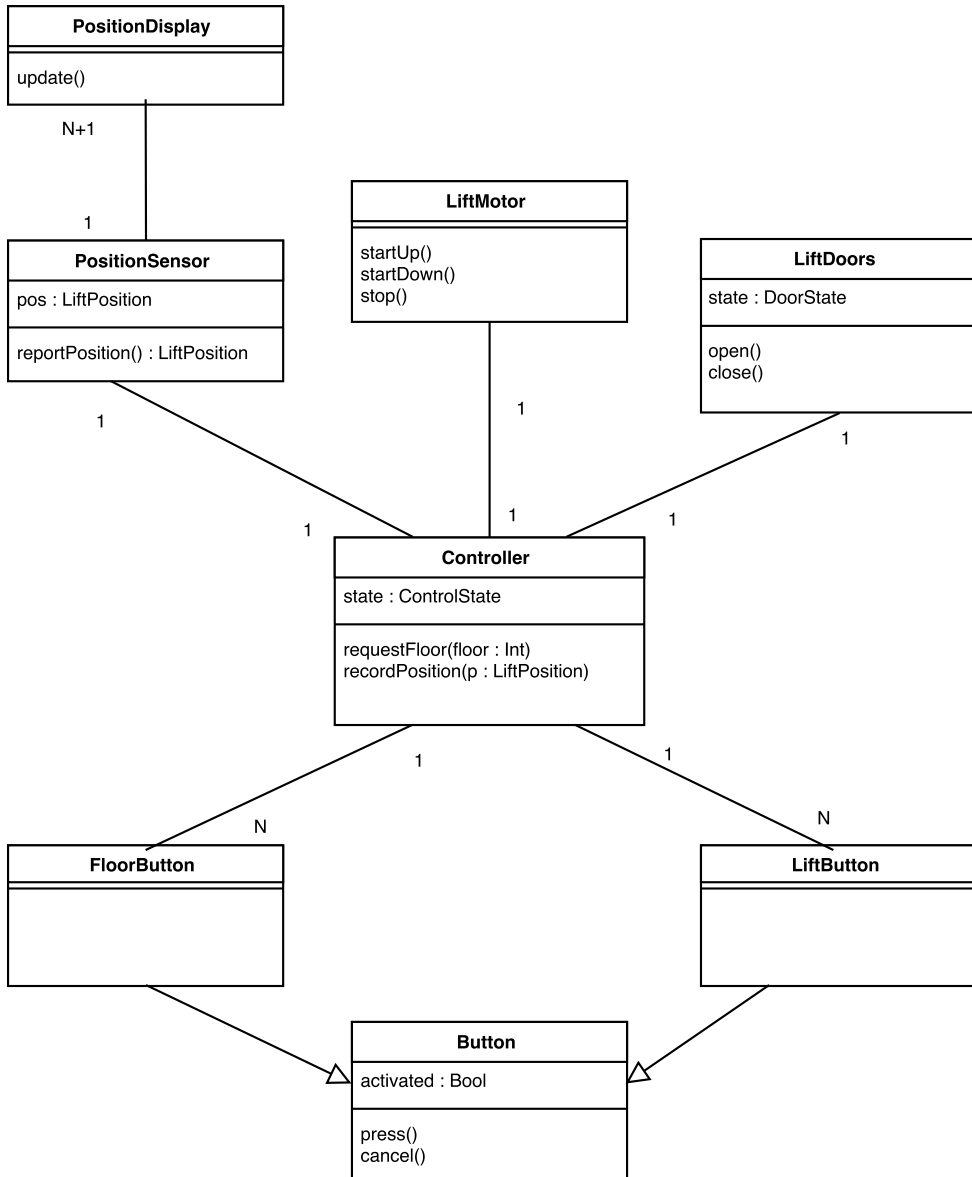 PositionDisplay
update()
N+1
1
LiftMotor
startUp()
startDown()
stop()
PositionSensor
pos : LiftPosition
reportPosition() : LiftPosition
LiftDoors
state : DoorState
open()
close()
1
1
1
1
1
1
Controller
state : ControlState
requestFloor(floor : Int)
recordPosition(p : LiftPosition)
1
1
N
N
FloorButton
LiftButton
Button
activated : Bool
press()
cancel()